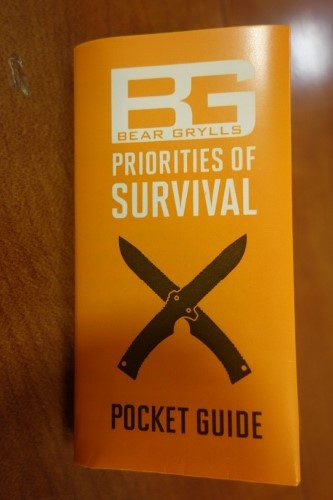 BG
BEAR GRYLLS
PRIORITIES OF
SURVIVAL
POCKET GUIDE